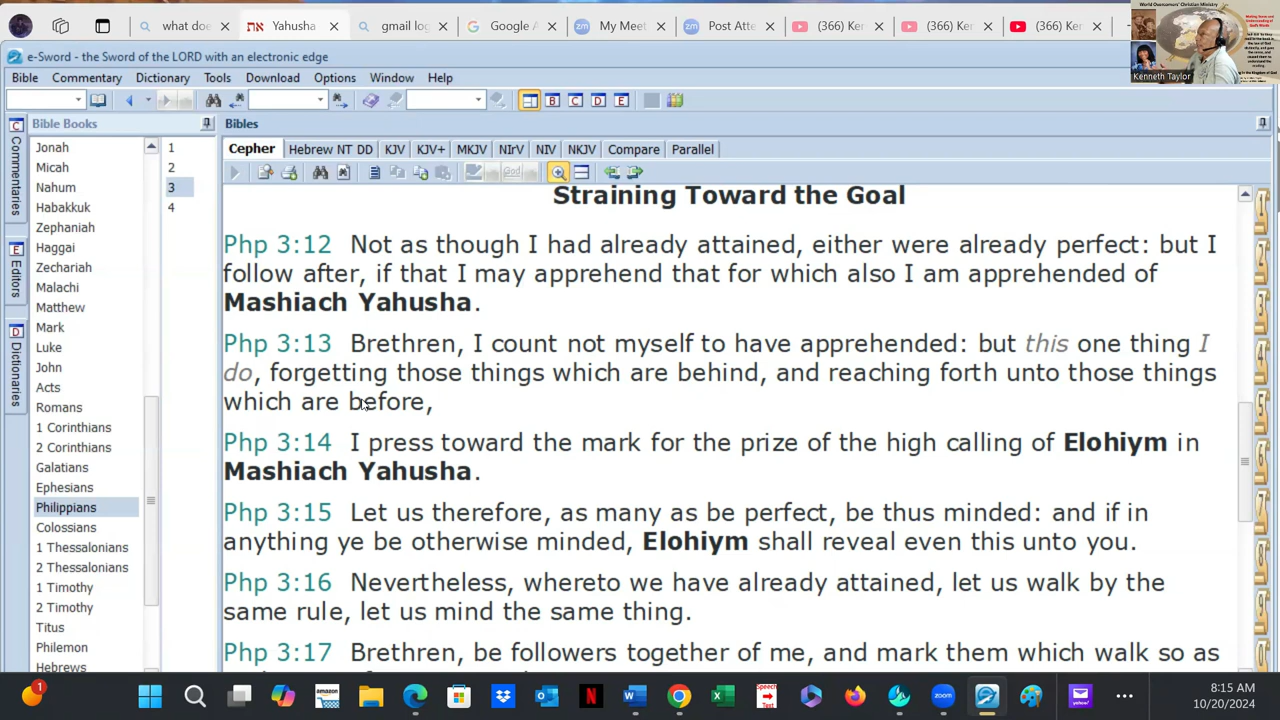 what doe
Yahusha
gmail log
Google A
My Mee
Post Atte
(366) Ker
(366) Ker
(366) Ker
World Overcomers' Christian Ministry
Kenneth Taylor
e-Sword - the Sword of the LORD with an electronic edge
Bible Commentary Dictionary Tools Download Options Window Help
B C D E
Bible Books
Bibles
Cepher Hebrew NT DD KJV KJV+ MKJV NIrV NIV NKJV Compare Parallel
Commentaries
Editors
Dictionaries
Jonah
Micah
Nahum
Habakkuk
Zephaniah
Haggai
Zechariah
Malachi
Matthew
Mark
Luke
John
Acts
Romans
1 Corinthians
2 Corinthians
Galatians
Ephesians
Philippians
Colossians
1 Thessalonians
2 Thessalonians
1 Timothy
2 Timothy
Titus
Philemon
Hebrews
1
2
3
4
Straining Toward the Goal
Php 3:12 Not as though I had already attained, either were already perfect: but I
follow after, if that I may apprehend that for which also I am apprehended of
Mashiach Yahusha.
Php 3:13 Brethren, I count not myself to have apprehended: but this one thing I
do, forgetting those things which are behind, and reaching forth unto those things
which are before,
Php 3:14 I press toward the mark for the prize of the high calling of Elohiym in
Mashiach Yahusha.
Php 3:15 Let us therefore, as many as be perfect, be thus minded: and if in
anything ye be otherwise minded, Elohiym shall reveal even this unto you.
Php 3:16 Nevertheless, whereto we have already attained, let us walk by the
same rule, let us mind the same thing.
Php 3:17 Brethren, be followers together of me, and mark them which walk so as
8:15 AM
10/20/2024